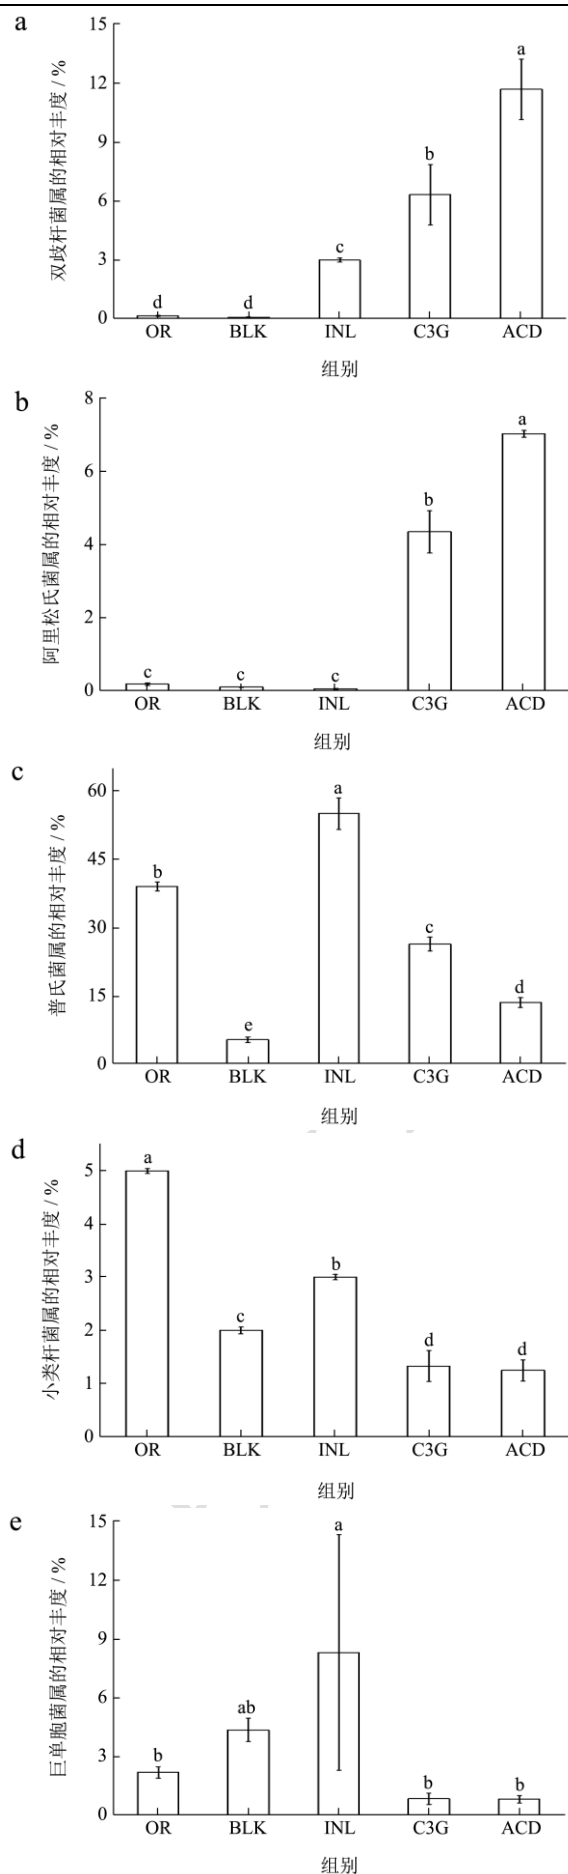 a
双歧杆菌属的相对丰度 / %
15
12
9
6
3
0
d
d
c
b
a
OR BLK INL C3G ACD
组别
b
阿里松氏菌属的相对丰度 / %
8
6
4
2
0
c
c
c
b
a
OR BLK INL C3G ACD
组别
c
普氏菌属的相对丰度 / %
60
45
30
15
0
b
e
a
c
d
OR BLK INL C3G ACD
组别
d
小类杆菌属的相对丰度 / %
5
4
3
2
1
0
a
c
b
d
d
OR BLK INL C3G ACD
组别
e
巨单胞菌属的相对丰度 / %
15
12
9
6
3
0
b
ab
a
b
b
OR BLK INL C3G ACD
组别